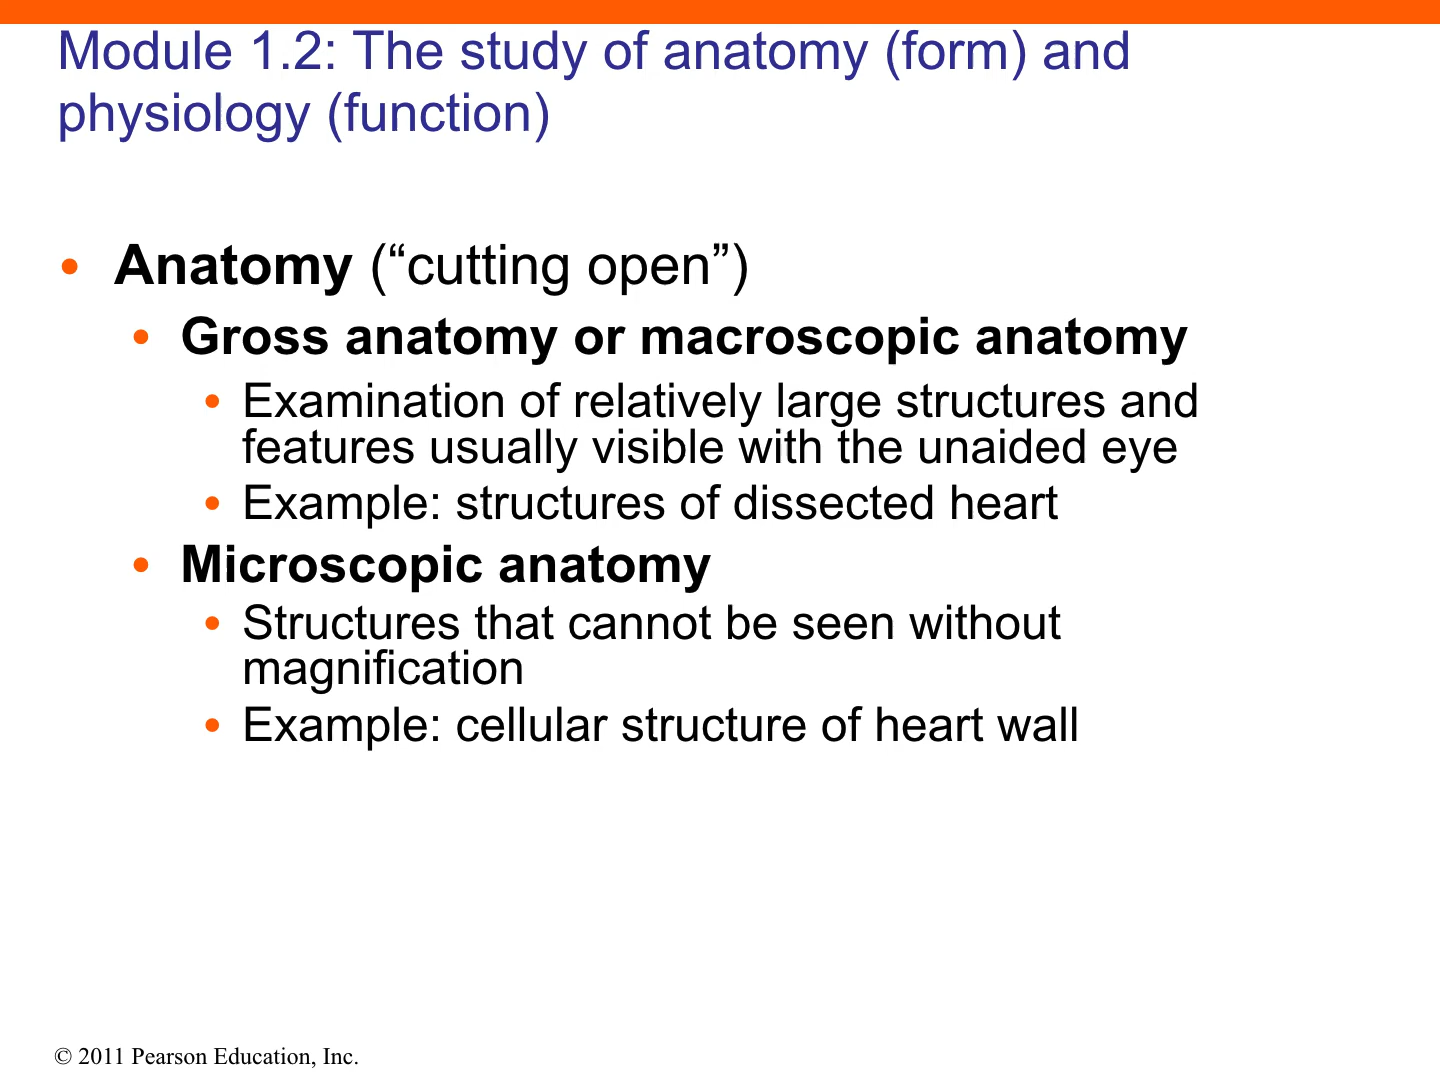 Module 1.2: The study of anatomy (form) and
physiology (function)
• Anatomy (“cutting open”)
• Gross anatomy or macroscopic anatomy
• Examination of relatively large structures and
features usually visible with the unaided eye
• Example: structures of dissected heart
• Microscopic anatomy
• Structures that cannot be seen without
magnification
• Example: cellular structure of heart wall
© 2011 Pearson Education, Inc.